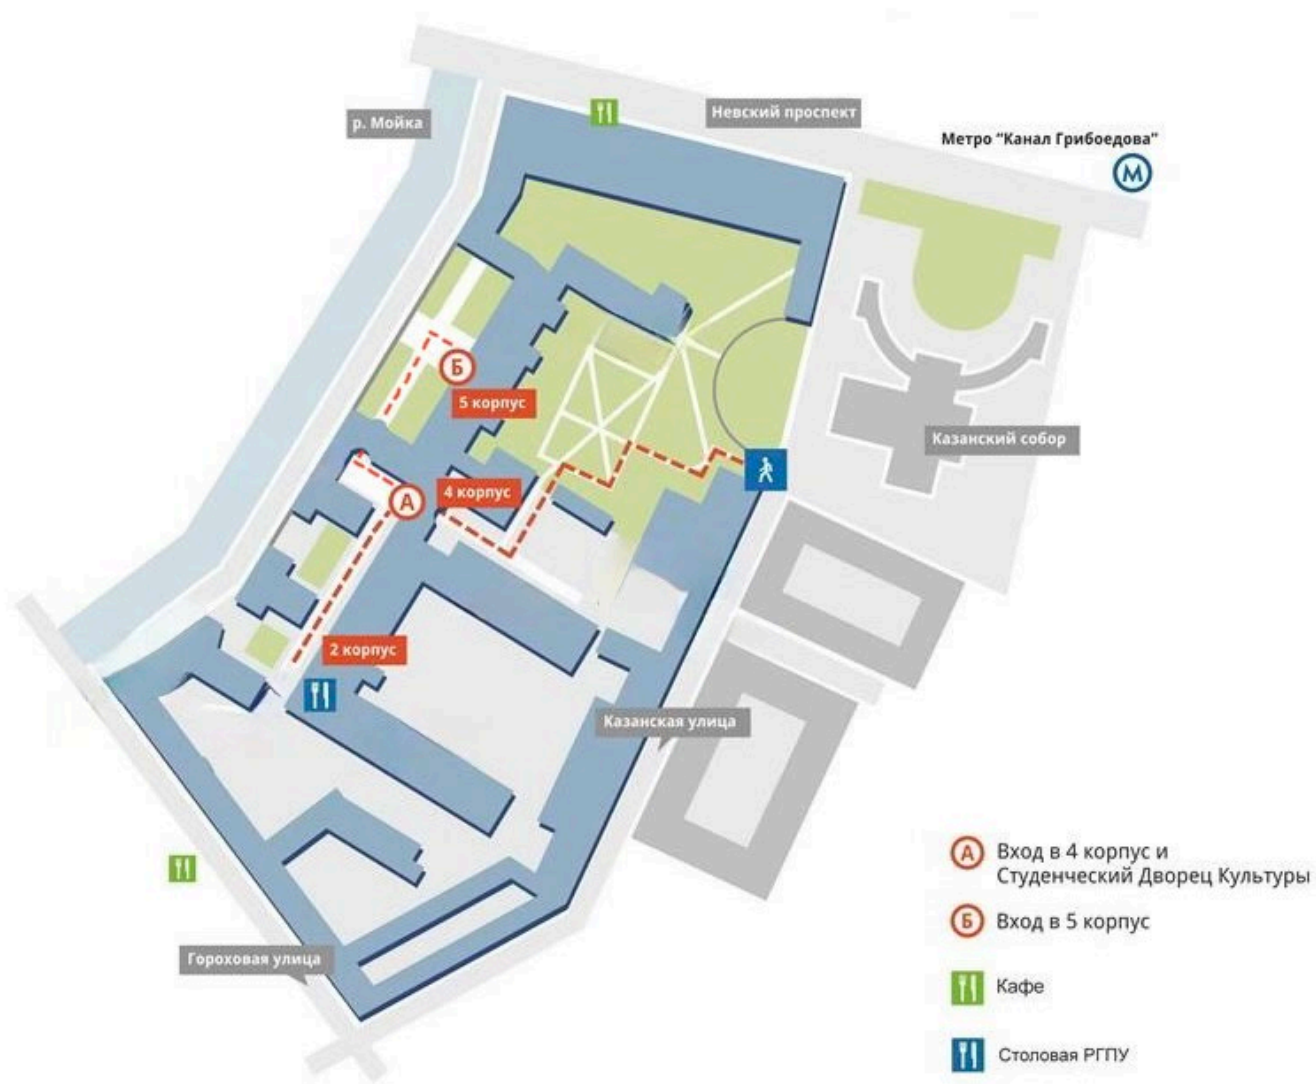 Невский проспект
р. Мойка
Метро "Канал Грибоедова"
М
Б
5 корпус
Казанский собор
А
4 корпус
2 корпус
Казанская улица
Гороховая улица
А Вход в 4 корпус и
Студенческий Дворец Культуры
Б Вход в 5 корпус
Кафе
Столовая РГПУ